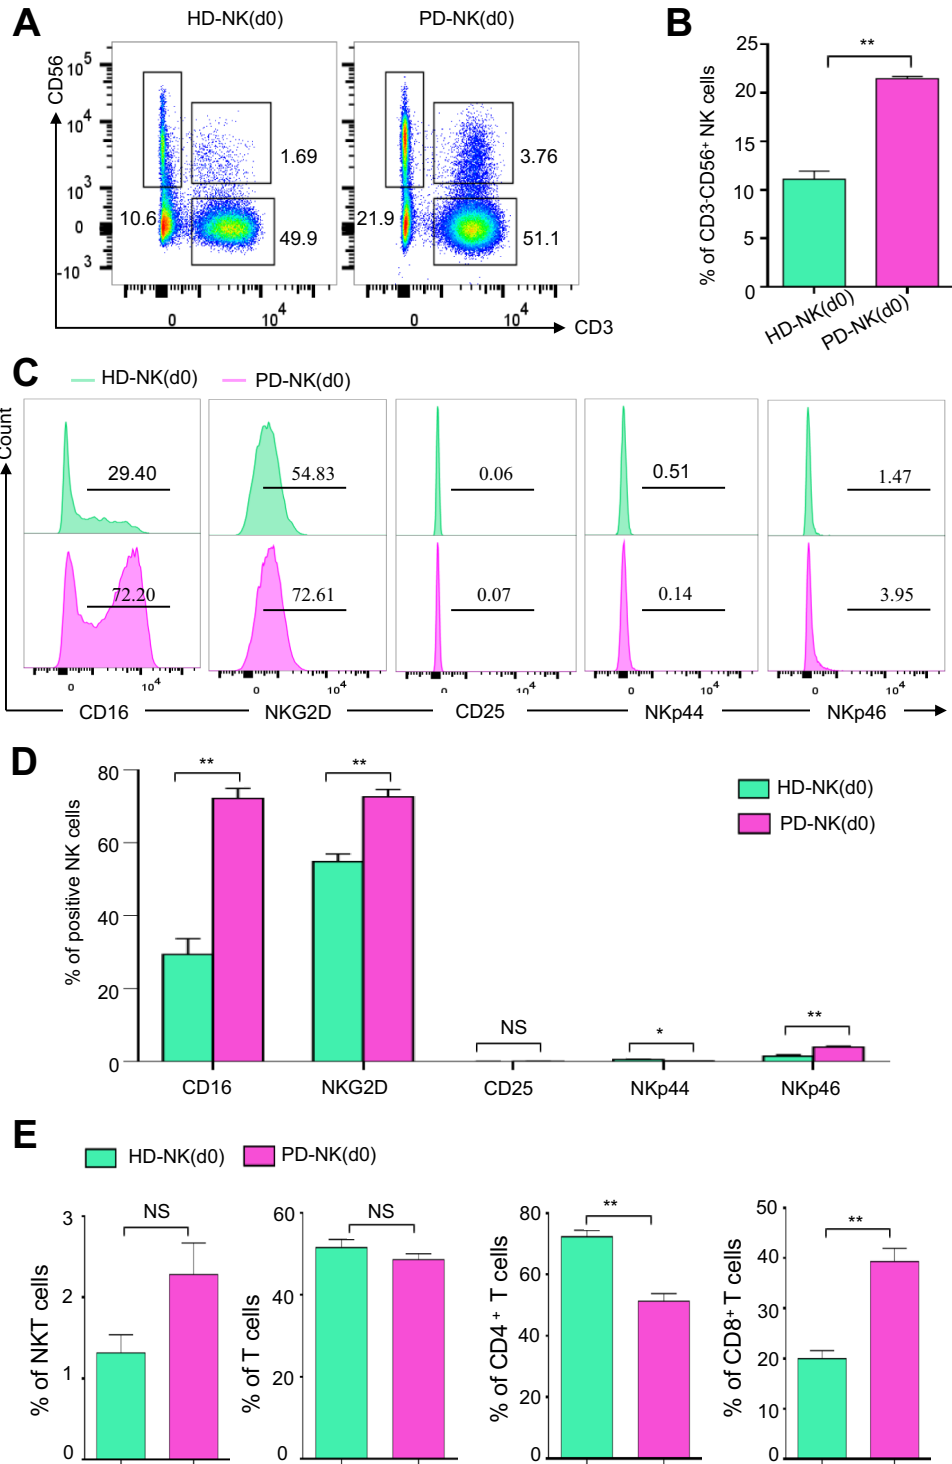 A
HD-NK(d0)
PD-NK(d0)
CD56
10^5
10^4
10^3
0
-10^3
10.6
1.69
49.9
21.9
3.76
51.1
0
10^4
0
10^4
CD3
B
% of CD3-CD56+ NK cells
25
20
15
10
5
0
**
HD-NK(d0)
PD-NK(d0)
C
HD-NK(d0)
PD-NK(d0)
Count
29.40
54.83
0.06
0.51
1.47
72.20
72.61
0.07
0.14
3.95
0 10^4
0 10^4
0 10^4
0 10^4
0 10^4
CD16
NKG2D
CD25
NKp44
NKp46
D
% of positive NK cells
80
60
40
20
0
**
**
NS
*
**
HD-NK(d0)
PD-NK(d0)
CD16
NKG2D
CD25
NKp44
NKp46
E
HD-NK(d0)
PD-NK(d0)
% of NKT cells
3
2
1
0
NS
% of T cells
60
40
20
0
NS
% of CD4+ T cells
80
60
40
20
0
**
% of CD8+ T cells
50
40
30
20
10
0
**